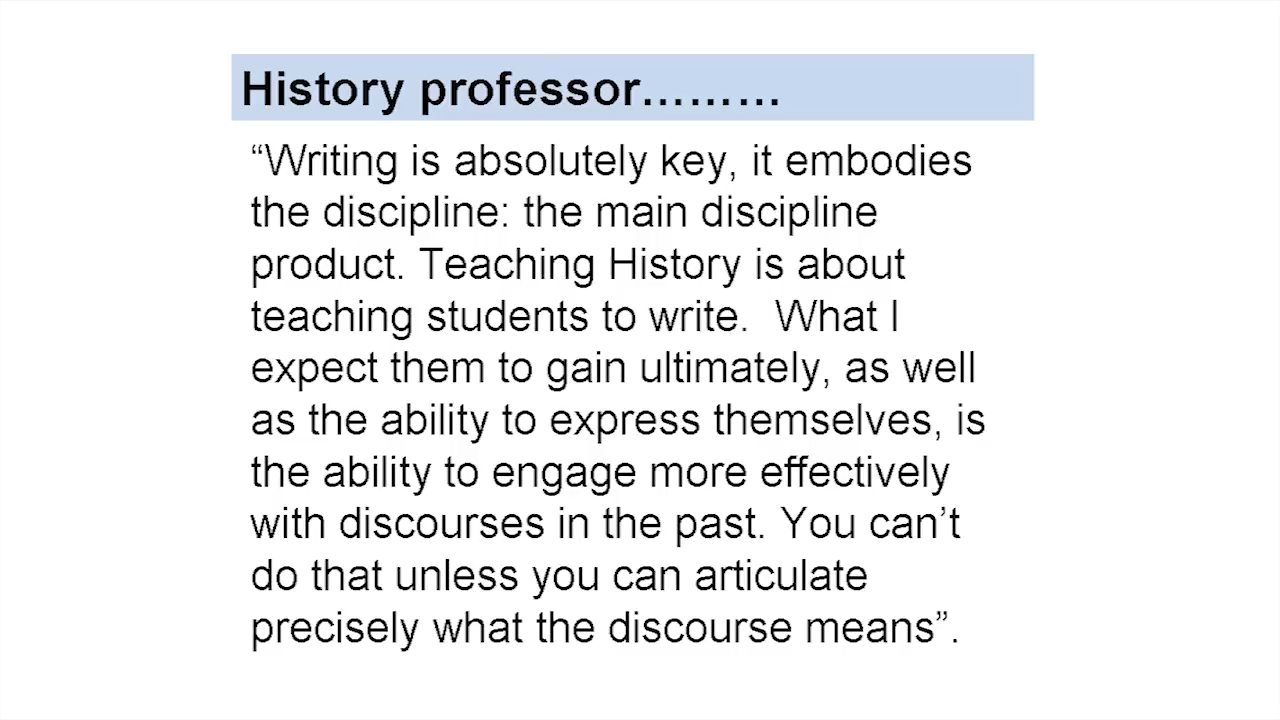 History professor………
“Writing is absolutely key, it embodies
the discipline: the main discipline
product. Teaching History is about
teaching students to write.  What I
expect them to gain ultimately, as well
as the ability to express themselves, is
the ability to engage more effectively
with discourses in the past. You can’t
do that unless you can articulate
precisely what the discourse means”.